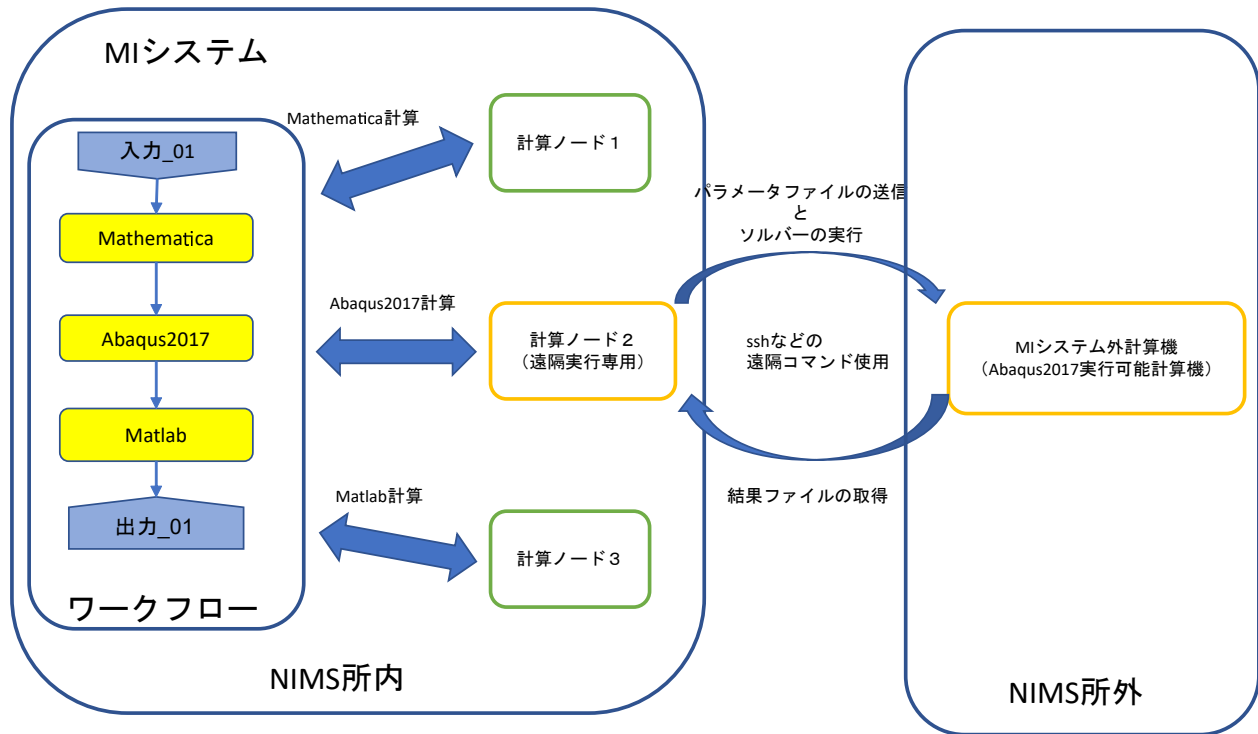 MIシステム
入力_01
Mathematica
Abaqus2017
Matlab
出力_01
ワークフロー
Mathematica計算
計算ノード１
Abaqus2017計算
計算ノード２
（遠隔実行専用）
Matlab計算
計算ノード３
NIMS所内
パラメータファイルの送信
と
ソルバーの実行
sshなどの
遠隔コマンド使用
結果ファイルの取得
MIシステム外計算機
（Abaqus2017実行可能計算機）
NIMS所外